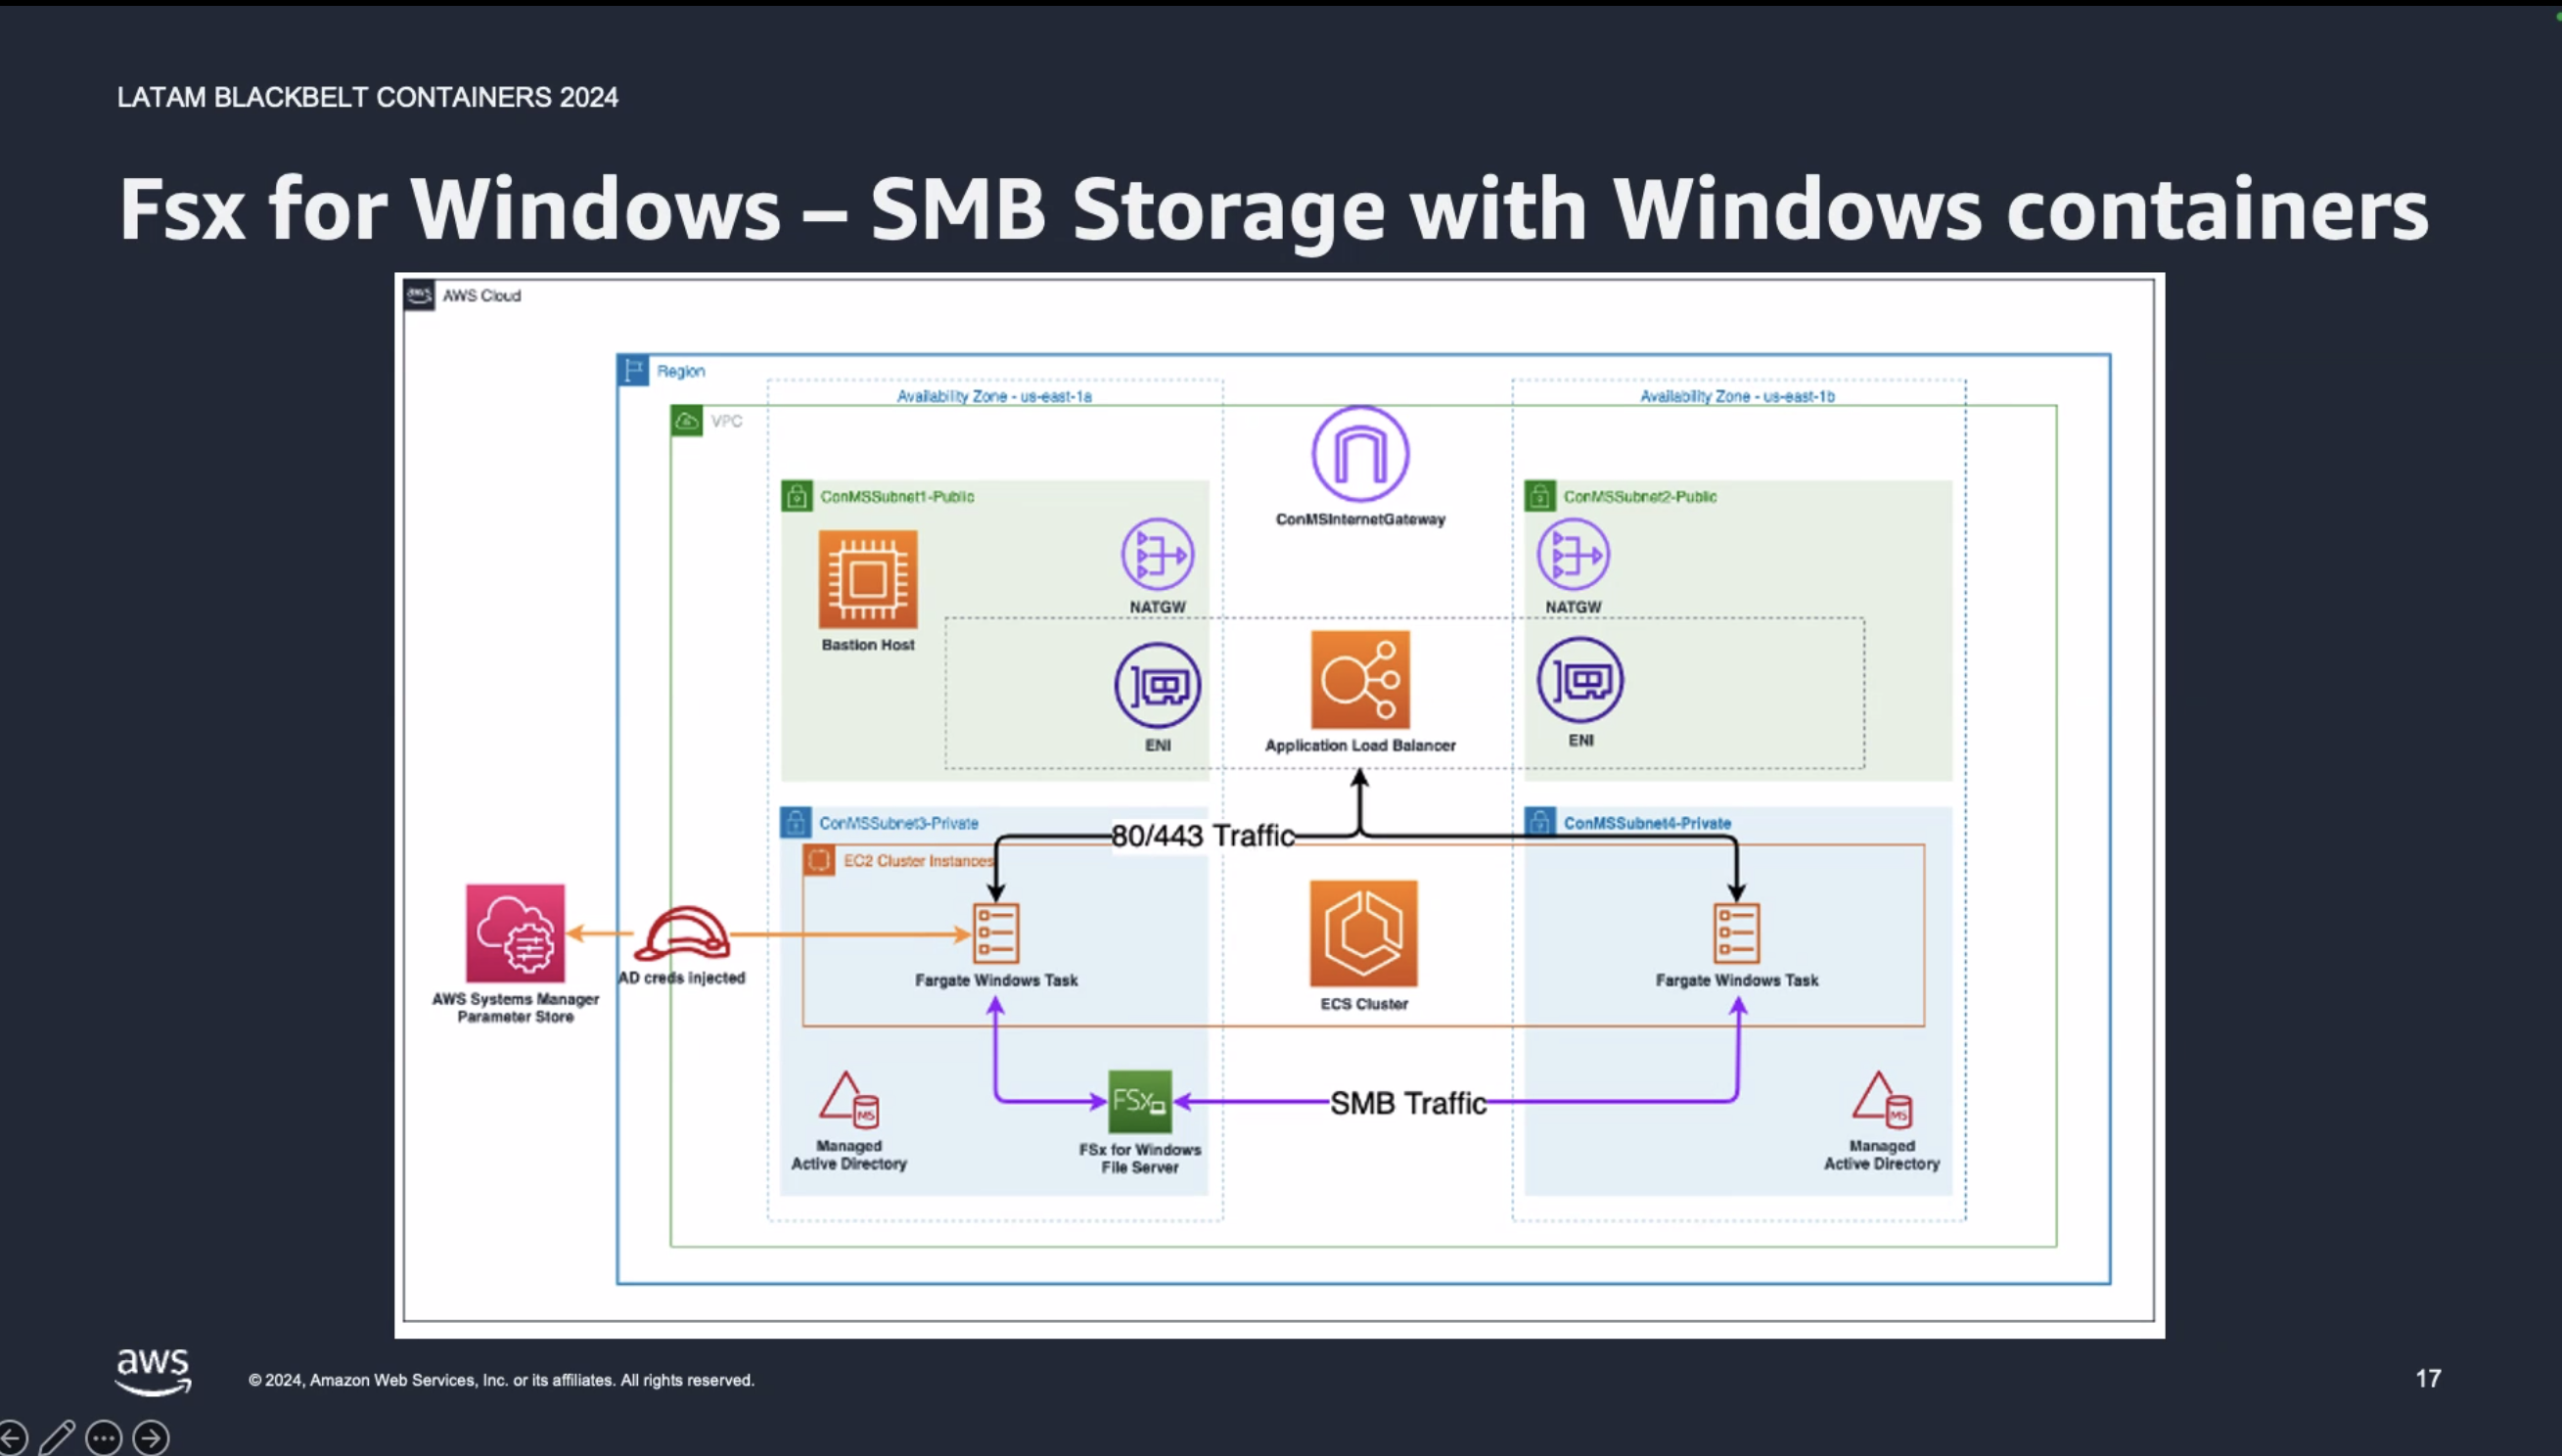 LATAM BLACKBELT CONTAINERS 2024
Fsx for Windows – SMB Storage with Windows containers
aws
AWS Cloud
Region
Availability Zone - us-east-1a
Availability Zone - us-east-1b
VPC
ConMSSubnet1-Public
ConMSSubnet2-Public
ConMSInternetGateway
NATGW
NATGW
Bastion Host
ENI
Application Load Balancer
ENI
ConMSSubnet3-Private
80/443 Traffic
ConMSSubnet4-Private
EC2 Cluster Instances
AD creds injected
Fargate Windows Task
Fargate Windows Task
AWS Systems Manager
Parameter Store
ECS Cluster
FSx
SMB Traffic
MS
MS
Managed
Active Directory
FSx for Windows
File Server
Managed
Active Directory
aws
© 2024, Amazon Web Services, Inc. or its affiliates. All rights reserved.
17